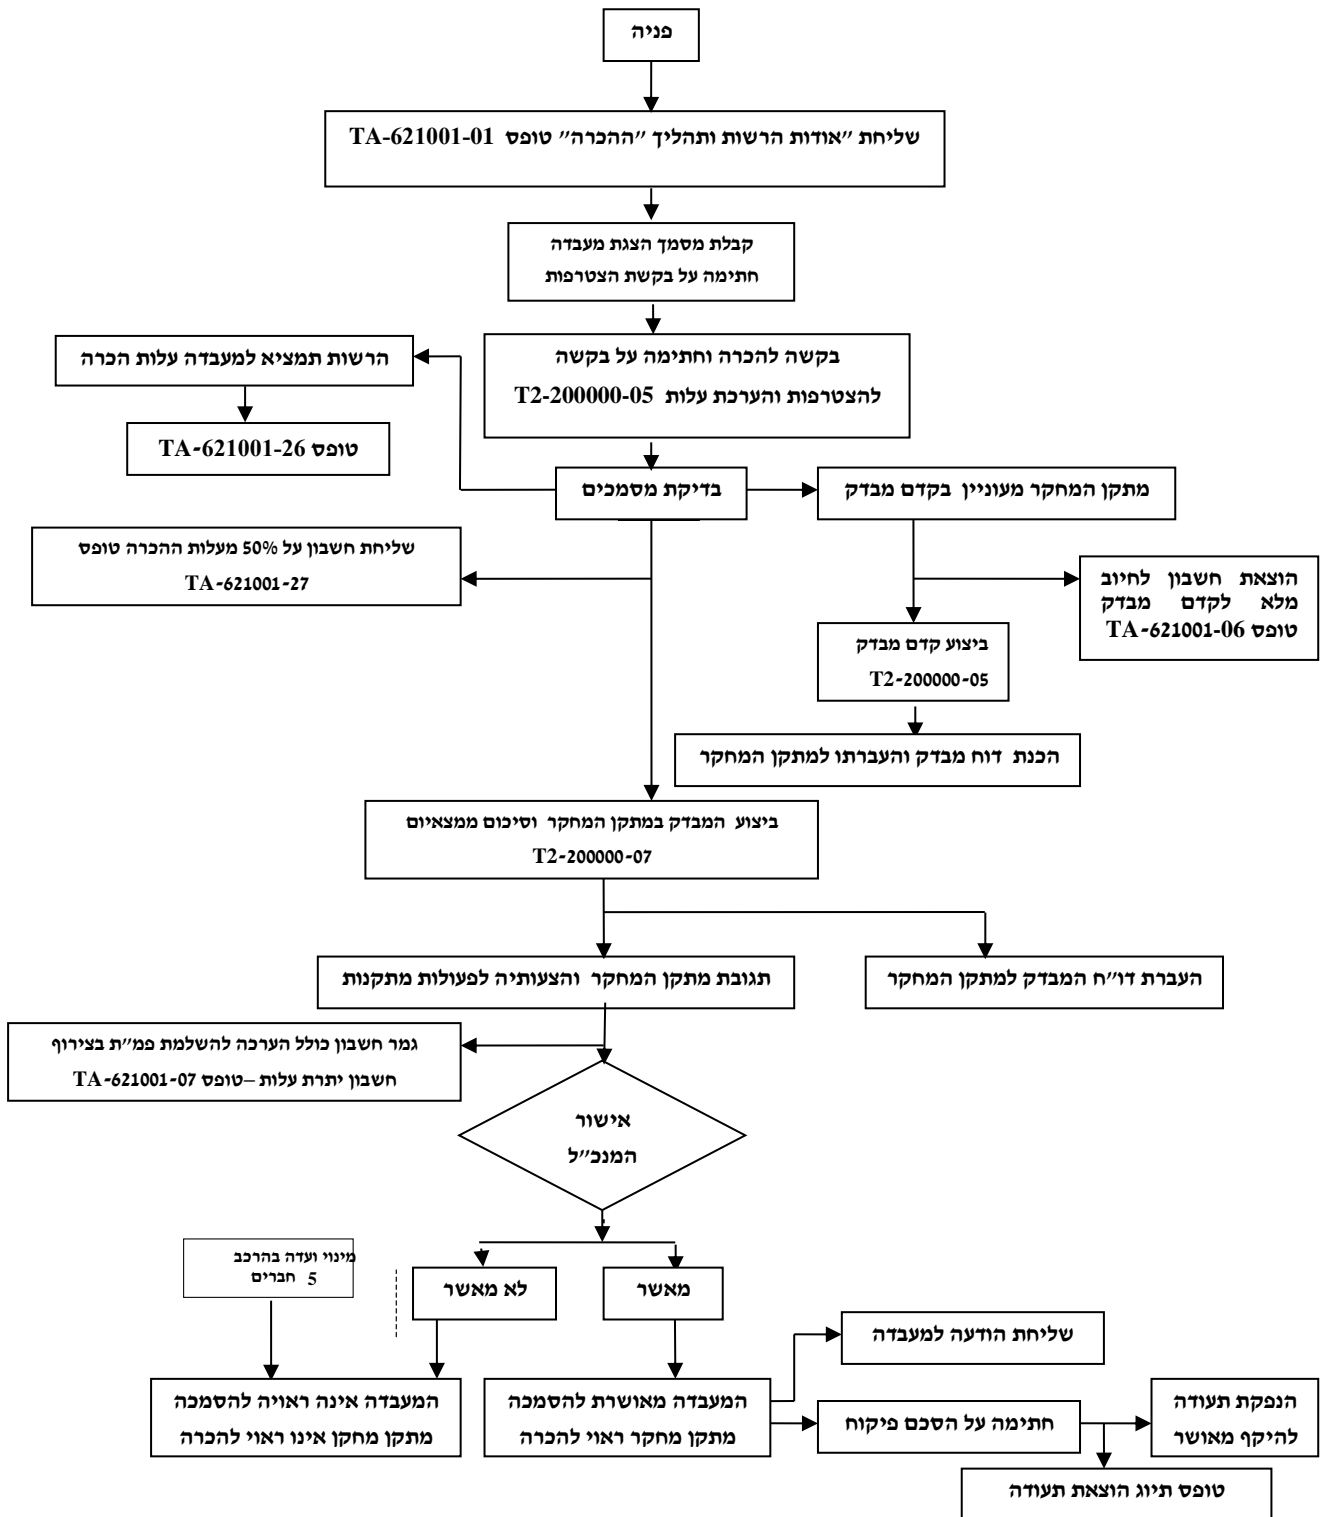 פניה
שליחת "אודות הרשות ותהליך "ההכרה" טופס TA-621001-01
קבלת מסמך הצגת מעבדה
חתימה על בקשת הצטרפות
בקשה להכרה וחתימה על בקשה
להצטרפות והערכת עלות T2-200000-05
הרשות תמציא למעבדה עלות הכרה
טופס TA-621001-26
בדיקת מסמכים
מתקן המחקר מעוניין בקדם מבדק
שליחת חשבון על 50% מעלות ההכרה טופס
TA-621001-27
הוצאת חשבון לחיוב
מלא לקדם מבדק
טופס TA-621001-06
ביצוע קדם מבדק
T2-200000-05
הכנת דוח מבדק והעברתו למתקן המחקר
ביצוע המבדק במתקן המחקר וסיכום ממצאיום
T2-200000-07
תגובת מתקן המחקר והצעותיה לפעולות מתקנות
העברת דו"ח המבדק למתקן המחקר
גמר חשבון כולל הערכה להשלמת פמ"ת בצירוף
חשבון יתרת עלות –טופס TA-621001-07
אישור
המנכ"ל
מינוי ועדה בהרכב
5 חברים
לא מאשר
מאשר
שליחת הודעה למעבדה
המעבדה אינה ראויה להסמכה
מתקן מחקן אינו ראוי להכרה
המעבדה מאושרת להסמכה
מתקן מחקר ראוי להכרה
חתימה על הסכם פיקוח
הנפקת תעודה
להיקף מאושר
טופס תיוג הוצאת תעודה